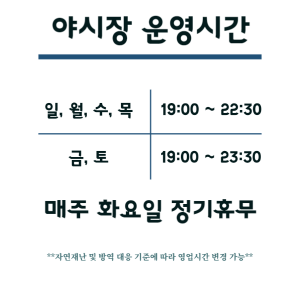 야시장 운영시간
일, 월, 수, 목 19:00 ~ 22:30
금, 토 19:00 ~ 23:30
매주 화요일 정기휴무
**자연재난 및 방역 대응 기준에 따라 영업시간 변경 가능**